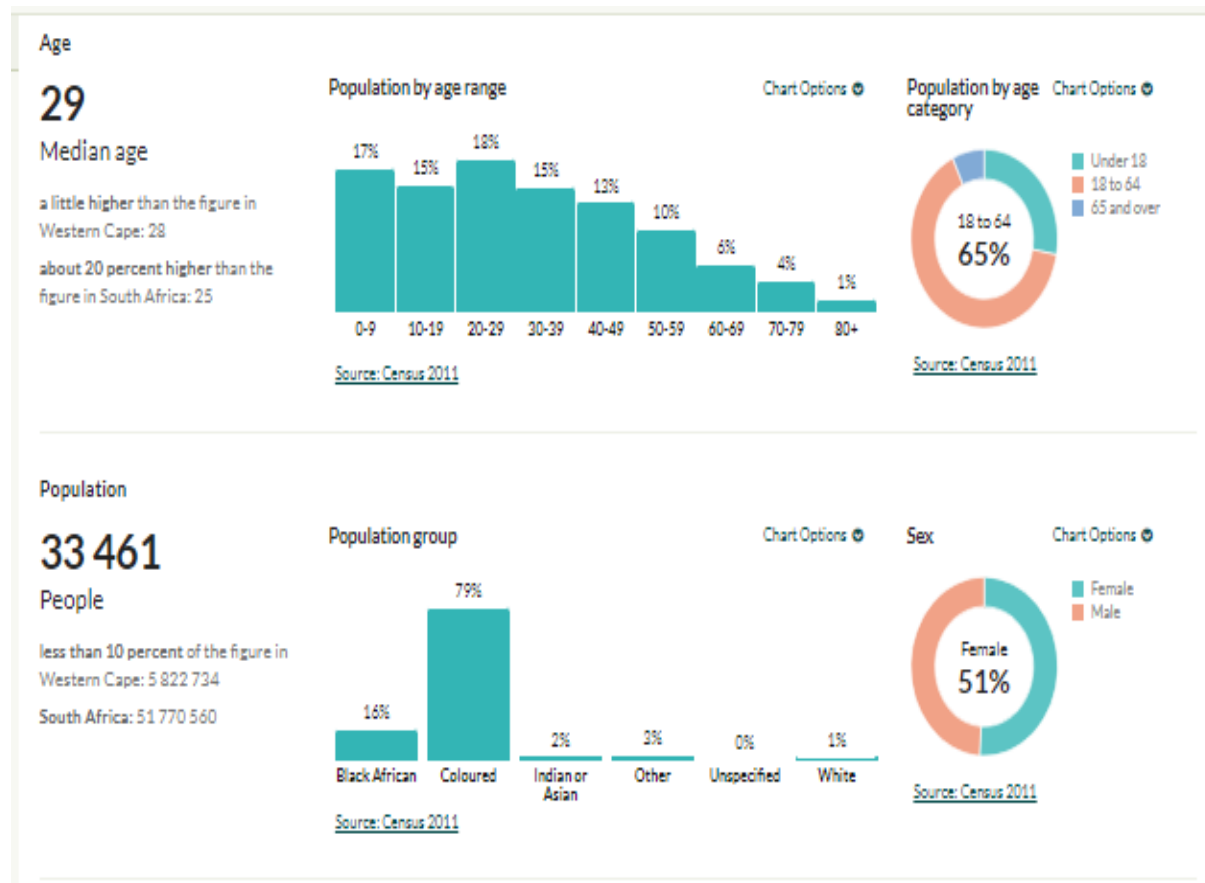 Age
29
Median age
a little higher than the figure in
Western Cape: 28
about 20 percent higher than the
figure in South Africa: 25
Population by age range
Chart Options
17%
15%
18%
15%
13%
10%
6%
4%
1%
0-9
10-19
20-29
30-39
40-49
50-59
60-69
70-79
80+
Source: Census 2011
Population by age
category
Chart Options
Under 18
18 to 64
65 and over
18 to 64
65%
Source: Census 2011
Population
33 461
People
less than 10 percent of the figure in
Western Cape: 5 822 734
South Africa: 51 770 560
Population group
Chart Options
16%
79%
2%
3%
0%
1%
Black African
Coloured
Indian or
Asian
Other
Unspecified
White
Source: Census 2011
Sex
Chart Options
Female
Male
Female
51%
Source: Census 2011